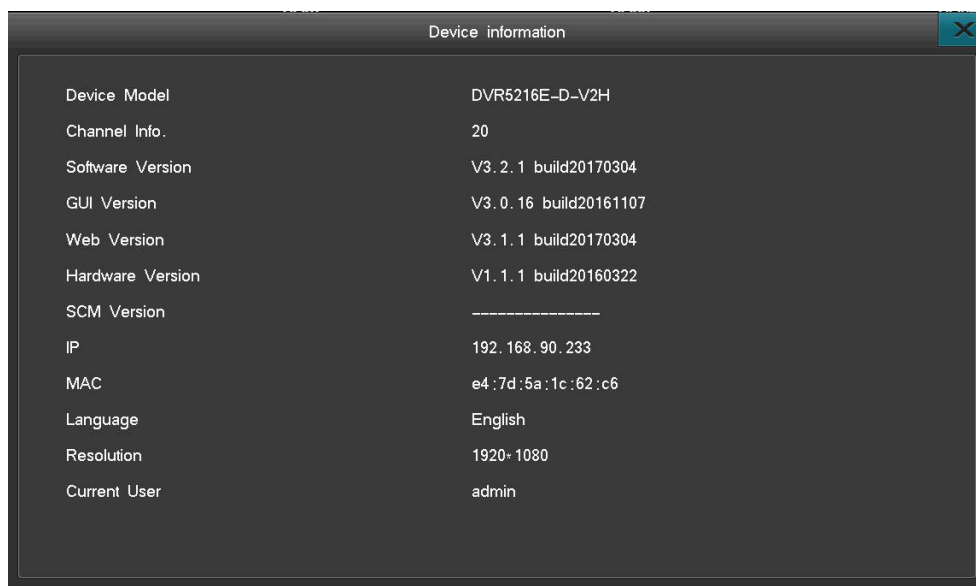 Device information
Device Model DVR5216E-D-V2H
Channel Info. 20
Software Version V3.2.1 build20170304
GUI Version V3.0.16 build20161107
Web Version V3.1.1 build20170304
Hardware Version V1.1.1 build20160322
SCM Version ---------------
IP 192.168.90.233
MAC e4:7d:5a:1c:62:c6
Language English
Resolution 1920*1080
Current User admin